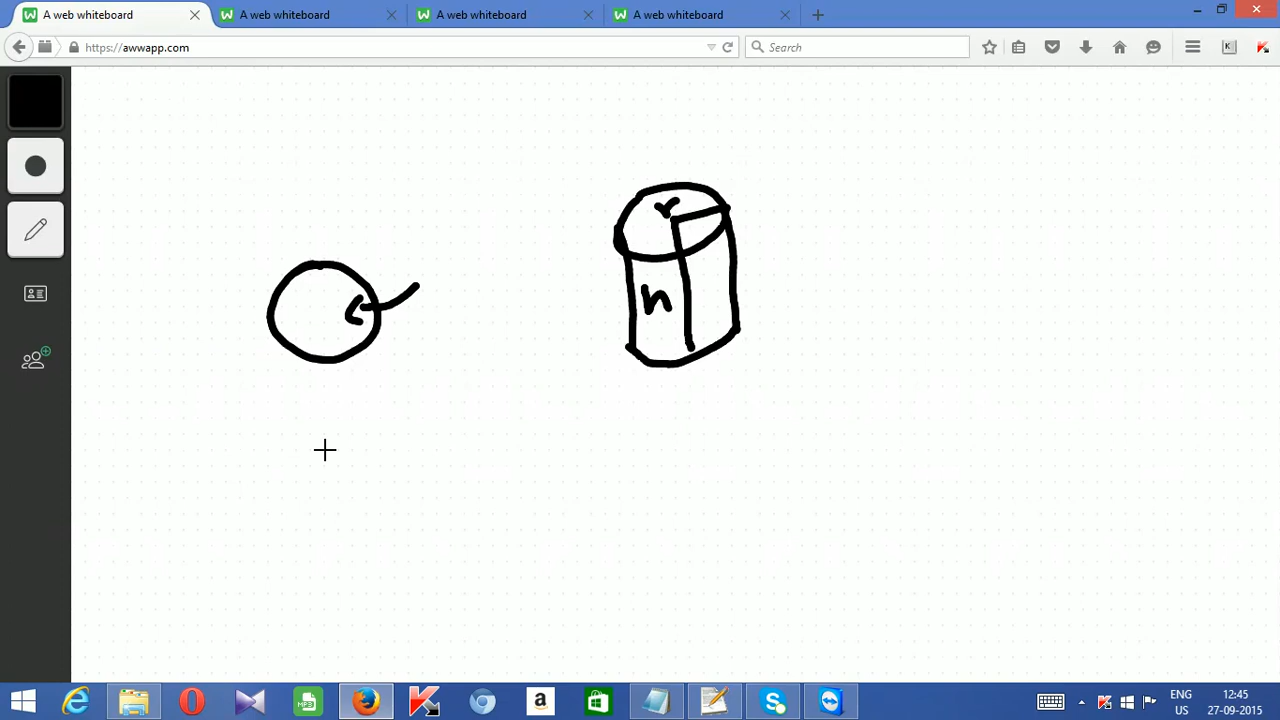 A web whiteboard
A web whiteboard
A web whiteboard
A web whiteboard
https://awwapp.com
Search
K
r
h
MP3
a
ENG
US
12:45
27-09-2015